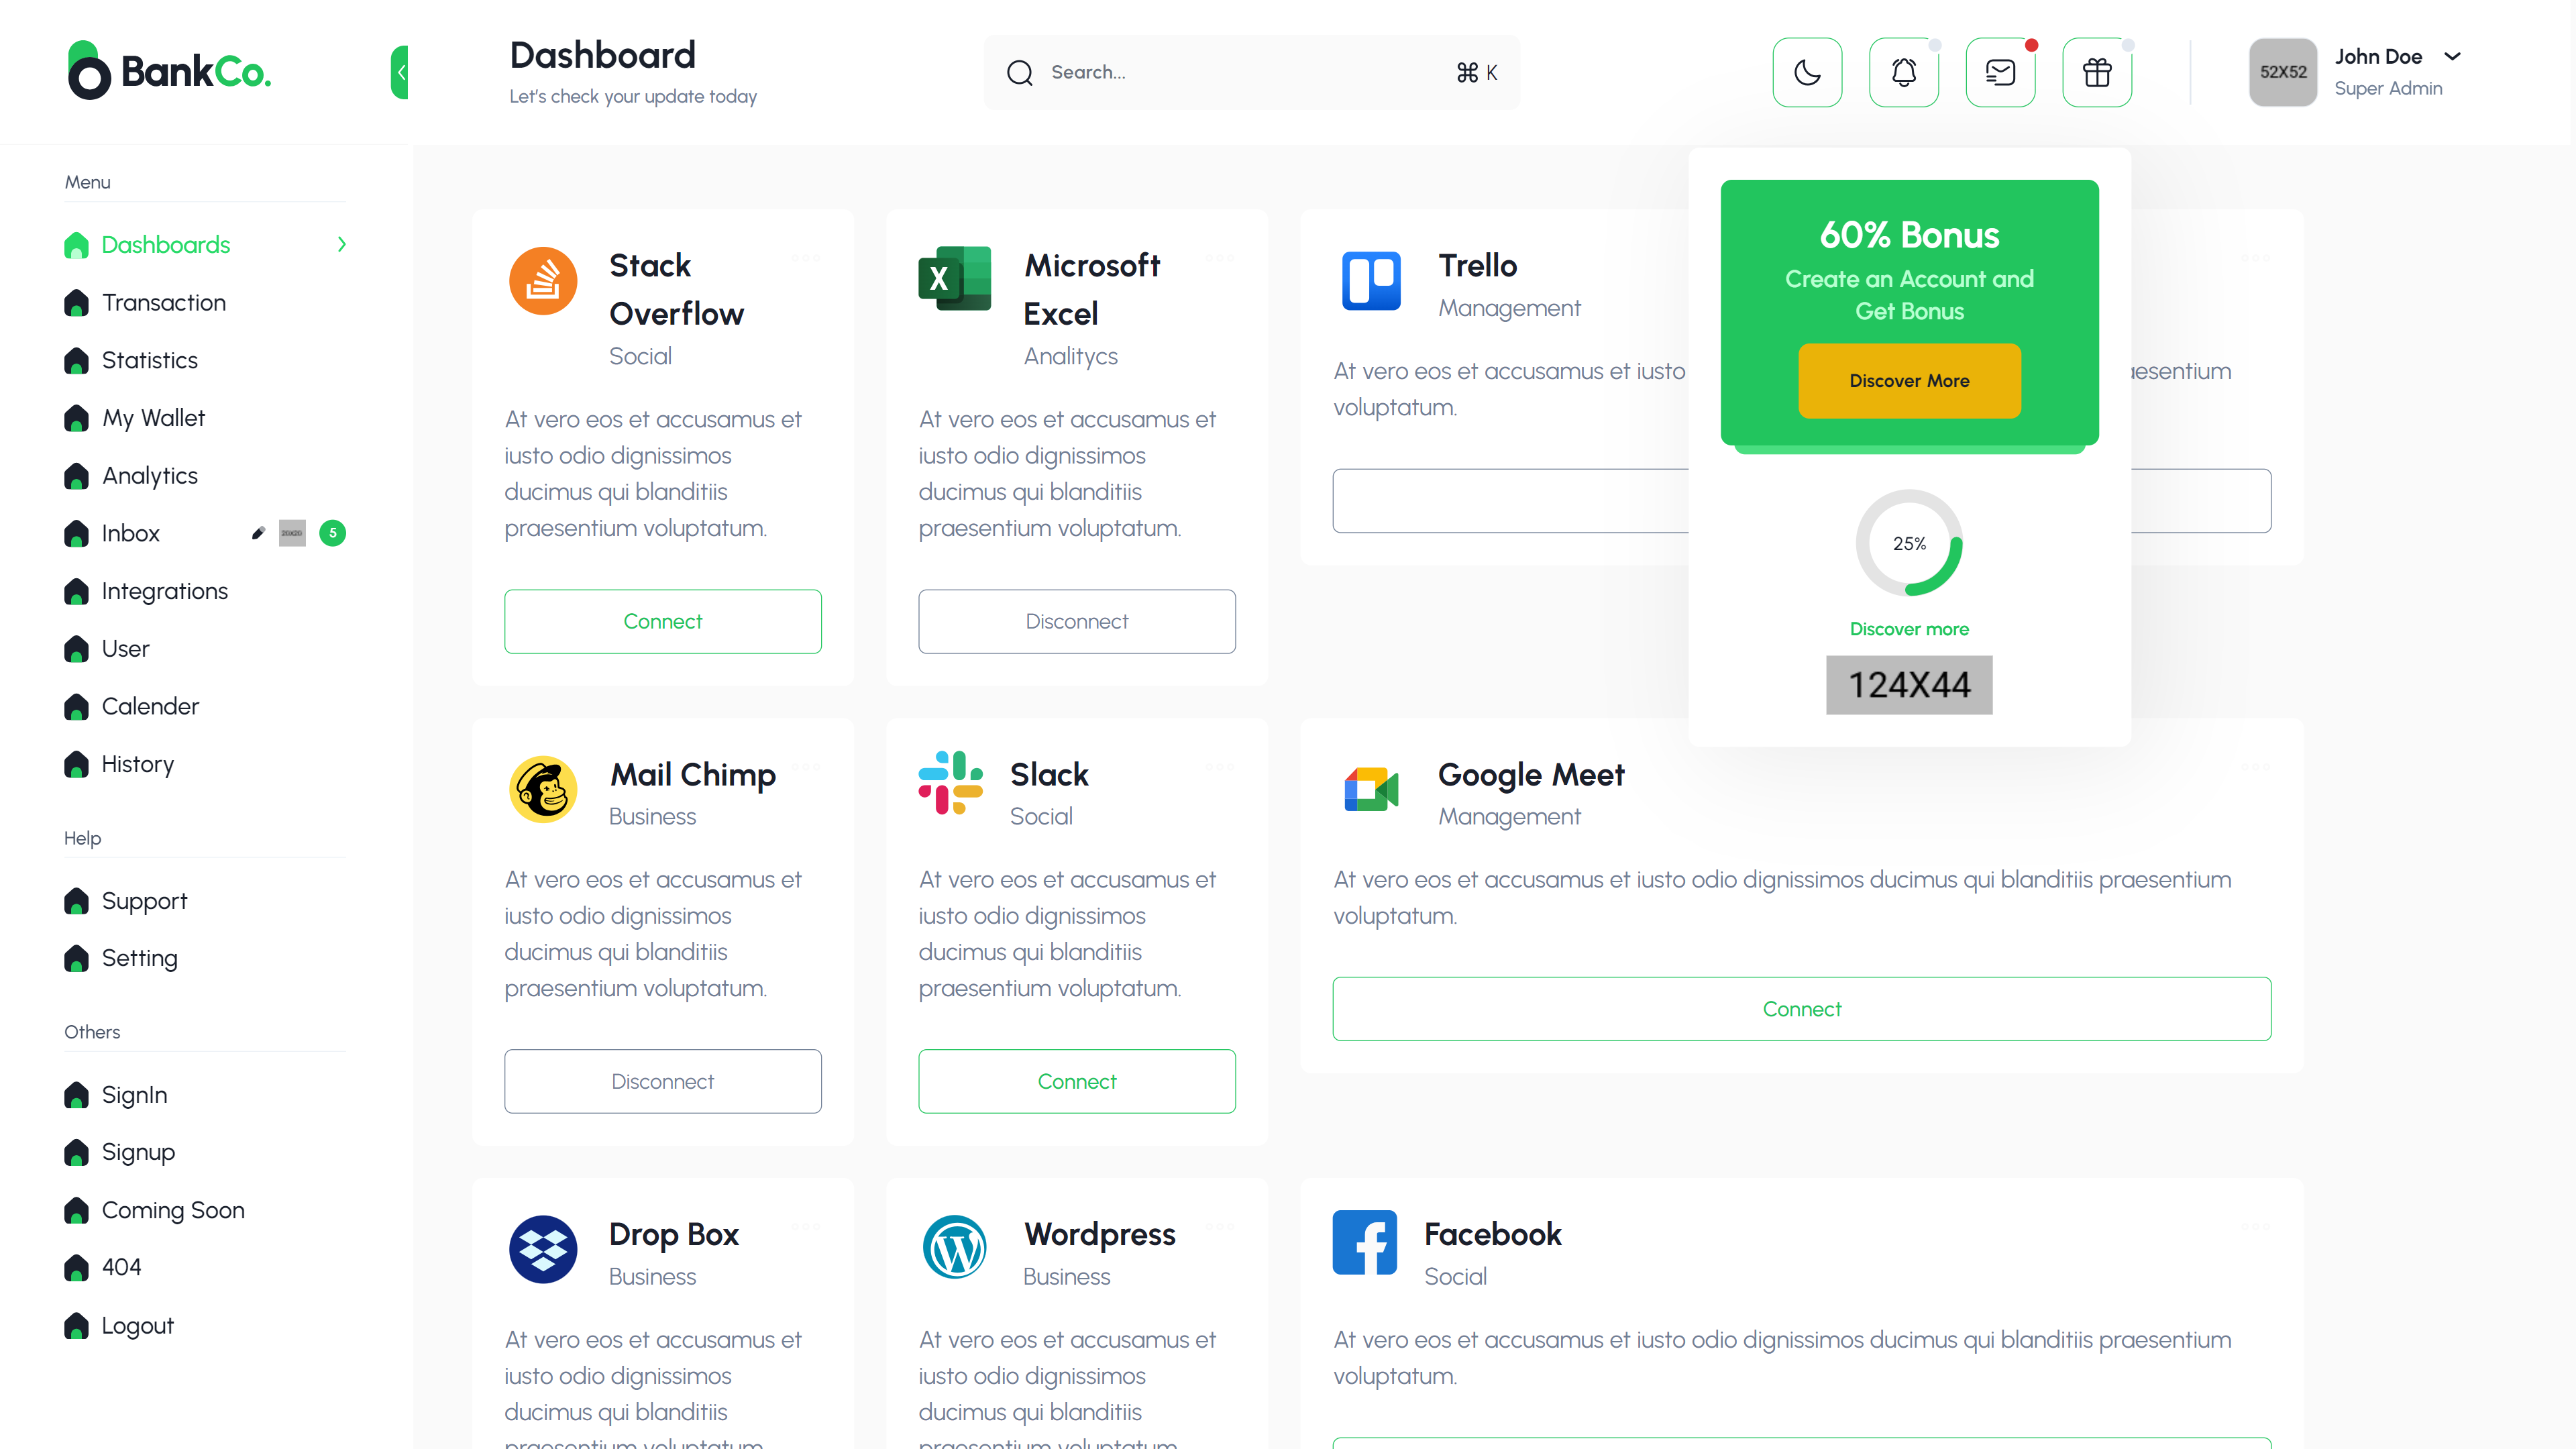 BankCo.
Dashboard
Let's check your update today
Search...
⌘ K
52X52
John Doe
Super Admin
Menu
Dashboards
Transaction
Statistics
My Wallet
Analytics
Inbox
5
Integrations
User
Calender
History
Help
Support
Setting
Others
SignIn
Signup
Coming Soon
404
Logout
Stack
Overflow
Social
At vero eos et accusamus et
iusto odio dignissimos
ducimus qui blanditiis
praesentium voluptatum.
Connect
Microsoft
Excel
Analitycs
At vero eos et accusamus et
iusto odio dignissimos
ducimus qui blanditiis
praesentium voluptatum.
Disconnect
Trello
Management
At vero eos et accusamus et iusto
voluptatum.
60% Bonus
Create an Account and
Get Bonus
Discover More
25%
Discover more
124X44
Mail Chimp
Business
At vero eos et accusamus et
iusto odio dignissimos
ducimus qui blanditiis
praesentium voluptatum.
Disconnect
Slack
Social
At vero eos et accusamus et
iusto odio dignissimos
ducimus qui blanditiis
praesentium voluptatum.
Connect
Google Meet
Management
At vero eos et accusamus et iusto odio dignissimos ducimus qui blanditiis praesentium
voluptatum.
Connect
Drop Box
Business
At vero eos et accusamus et
iusto odio dignissimos
ducimus qui blanditiis
praesentium voluptatum.
Wordpress
Business
At vero eos et accusamus et
iusto odio dignissimos
ducimus qui blanditiis
praesentium voluptatum.
Facebook
Social
At vero eos et accusamus et iusto odio dignissimos ducimus qui blanditiis praesentium
voluptatum.